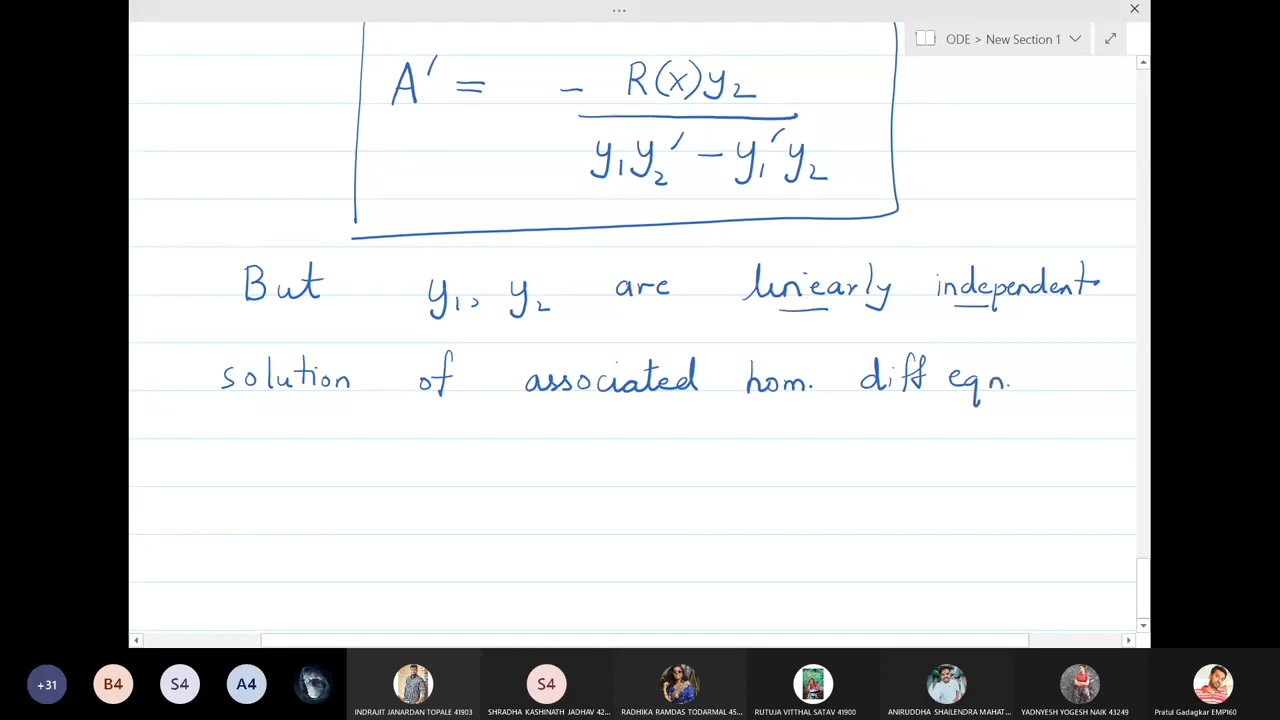 ODE > New Section 1
A' = - R(x)y₂
y₁y₂' - y₁'y₂
But y₁, y₂ are linearly independent
solution of associated hom. diff eqn.
+31 B4 S4 A4 S4
INDRAJIT JANARDAN TOPALE 41903 SHRADHA KASHINATH JADHAV 42... RADHIKA RAMDAS TODARMAL 45... RUTUJA VITTHAL SATAV 41900 ANIRUDDHA SHAILENDRA MAHAT... YADNYESH YOGESH NAIK 43249 Pratul Gadagkar EMP160